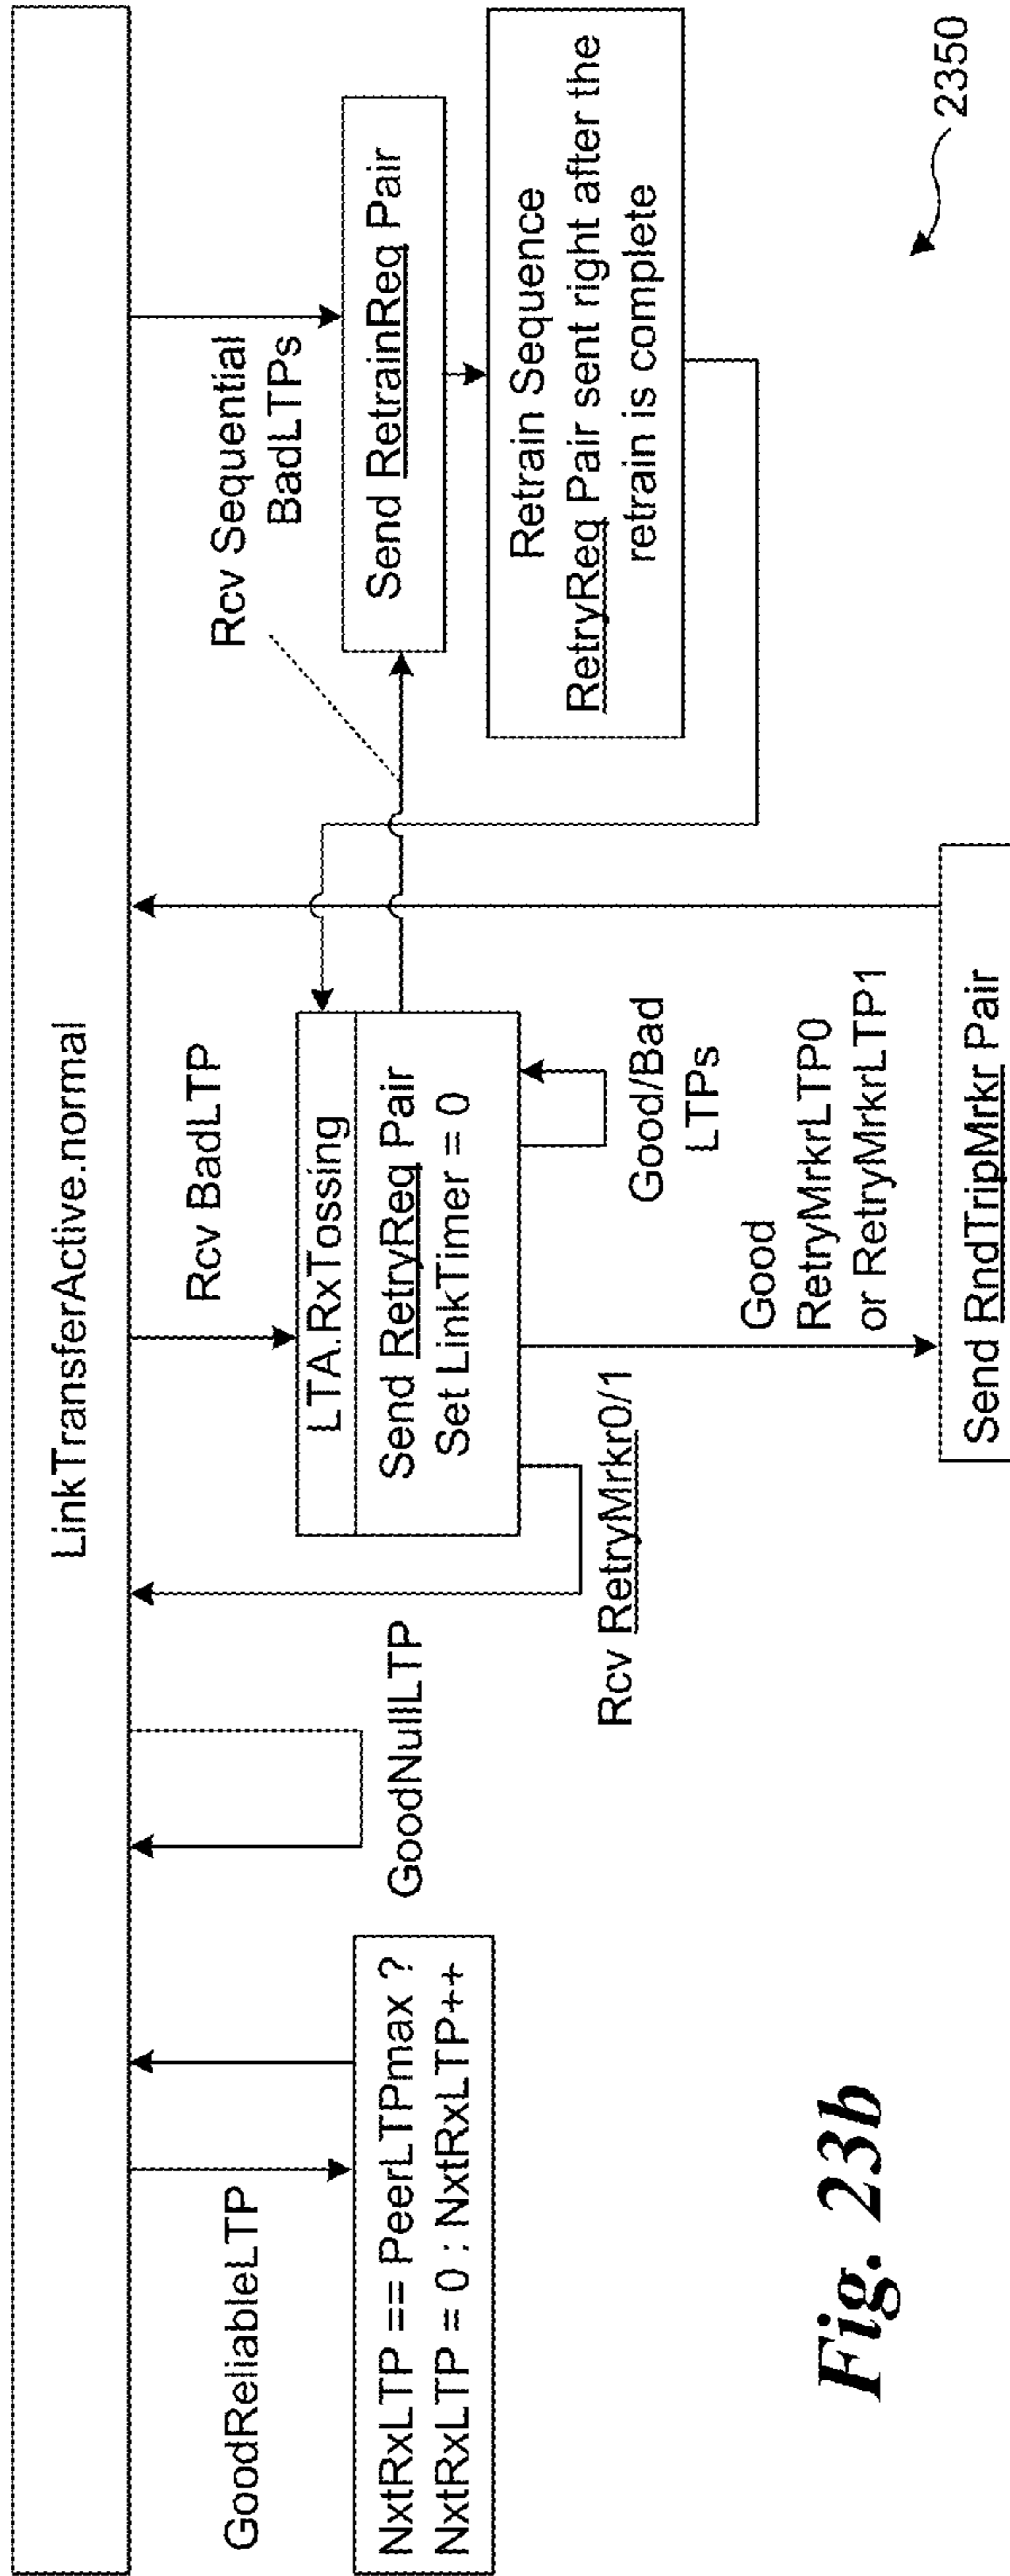 LinkTransferActive.normal
GoodReliableLTP
NxtRxLTP == PeerLTPmax ?
NxtRxLTP = 0 : NxtRxLTP++
GoodNullLTP
Rcv BadLTP
LTA.RxTossing
Send RetryReq Pair
Set LinkTimer = 0
Rcv RetryMrkr0/1
Good/Bad
LTPs
Good
RetryMrkrLTP0
or RetryMrkrLTP1
Send RndTripMrkr Pair
Rcv Sequential
BadLTPs
Send RetrainReq Pair
Retrain Sequence
RetryReq Pair sent right after the
retrain is complete
2350
Fig. 23b